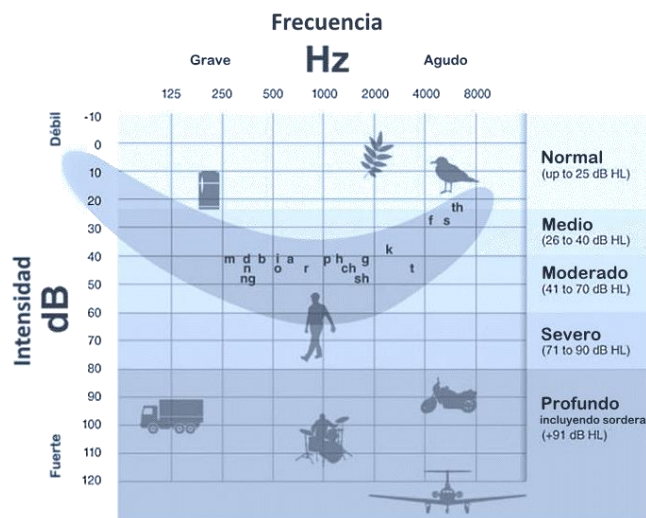 Frecuencia
Grave Hz Agudo
125 250 500 1000 2000 4000 8000
Débil
Intensidad
dB
Fuerte
-10
0
10
20
30
40
50
60
70
80
90
100
110
120
th
f s
k
m d b i a p h g
n o r ch t
ng sh
Normal
(up to 25 dB HL)
Medio
(26 to 40 dB HL)
Moderado
(41 to 70 dB HL)
Severo
(71 to 90 dB HL)
Profundo
incluyendo sordera
(+91 dB HL)